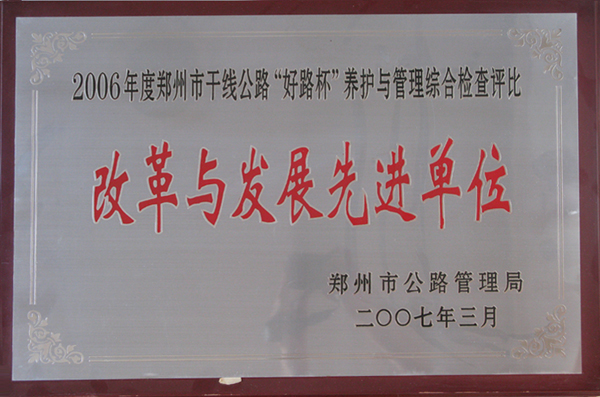 2006年度郑州市干线公路“好路杯”养护与管理综合检查评比
改革与发展先进单位
郑州市公路管理局
二〇〇七年三月